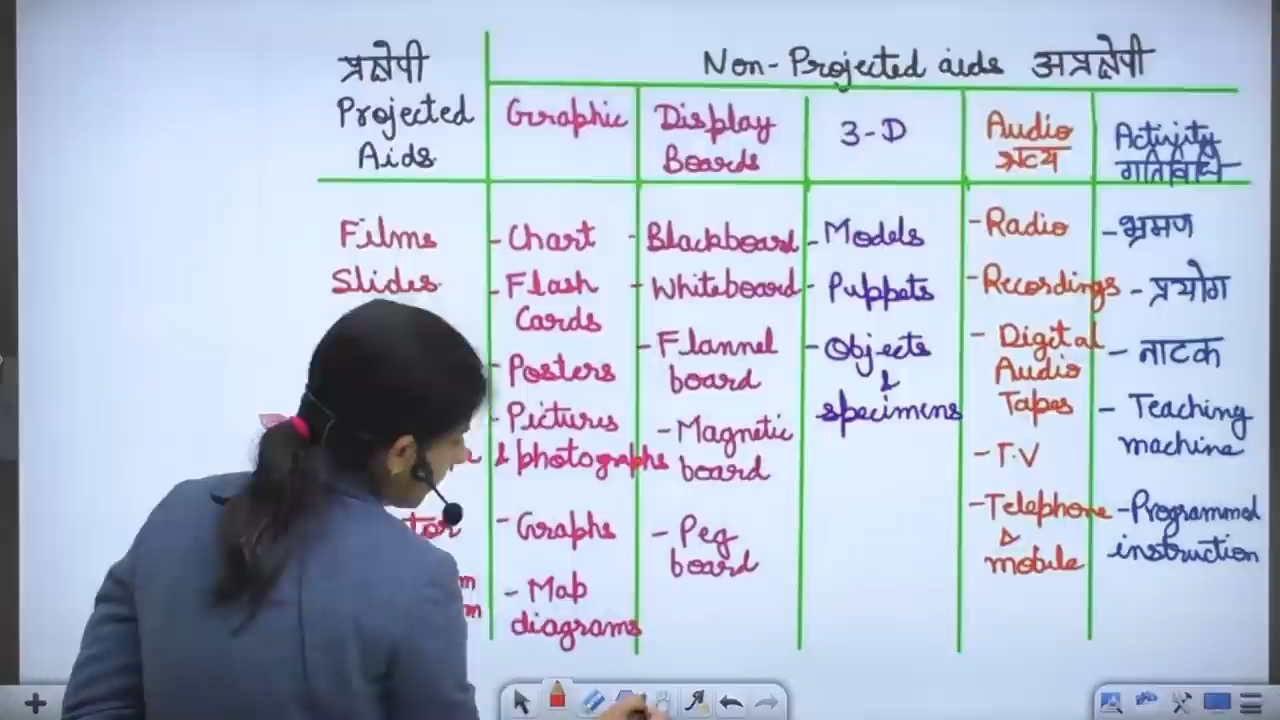 प्रक्षेपी
Projected
Aids
Non-Projected aids अप्रक्षेपी
Graphic
Display
Boards
3-D
Audio
श्रव्य
Activity
गतिविधि
Films
Slides
- Chart
- Flash
Cards
- Posters
- Pictures
& photographs
- Graphs
- Map
diagrams
- Blackboard
- Whiteboard
- Flannel
board
- Magnetic
board
- Peg
board
- Models
- Puppets
- Objects
&
specimens
- Radio
- Recordings
- Digital
Audio
Tapes
- T.V
- Telephone
&
mobile
- भ्रमण
- प्रयोग
- नाटक
- Teaching
machine
- Programmed
instruction